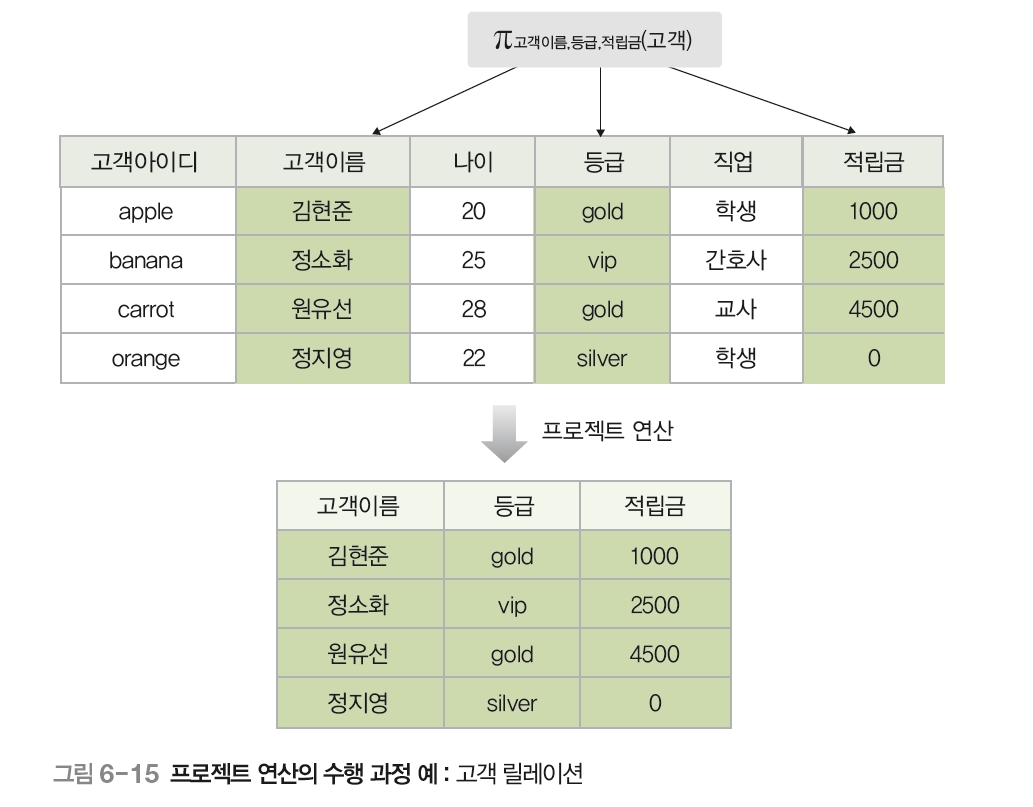 π고객이름,등급,적립금(고객)
고객아이디 고객이름 나이 등급 직업 적립금
apple 김현준 20 gold 학생 1000
banana 정소화 25 vip 간호사 2500
carrot 원유선 28 gold 교사 4500
orange 정지영 22 silver 학생 0
프로젝트 연산
고객이름 등급 적립금
김현준 gold 1000
정소화 vip 2500
원유선 gold 4500
정지영 silver 0
그림 6-15 프로젝트 연산의 수행 과정 예 : 고객 릴레이션